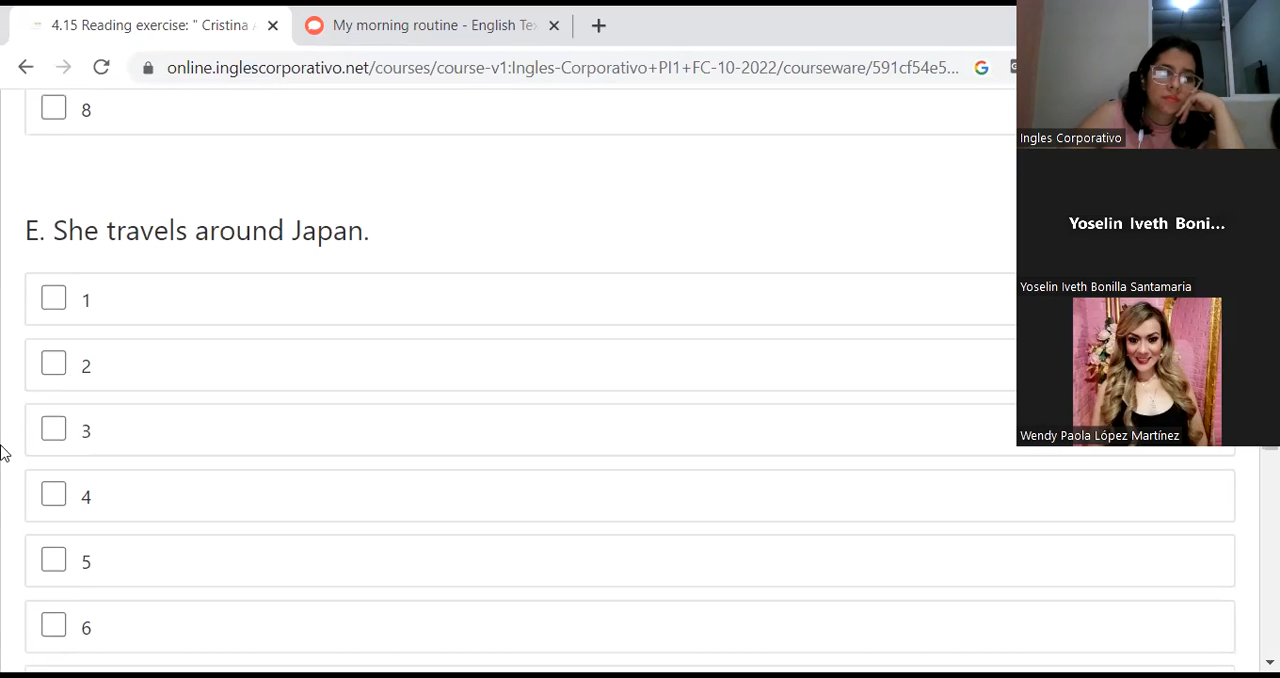 4.15 Reading exercise: " Cristina
My morning routine - English Te
online.inglescorporativo.net/courses/course-v1:Ingles-Corporativo+PI1+FC-10-2022/courseware/591cf54e5...
8
E. She travels around Japan.
1
2
3
4
5
6
Ingles Corporativo
Yoselin Iveth Boni...
Yoselin Iveth Bonilla Santamaria
Wendy Paola López Martínez